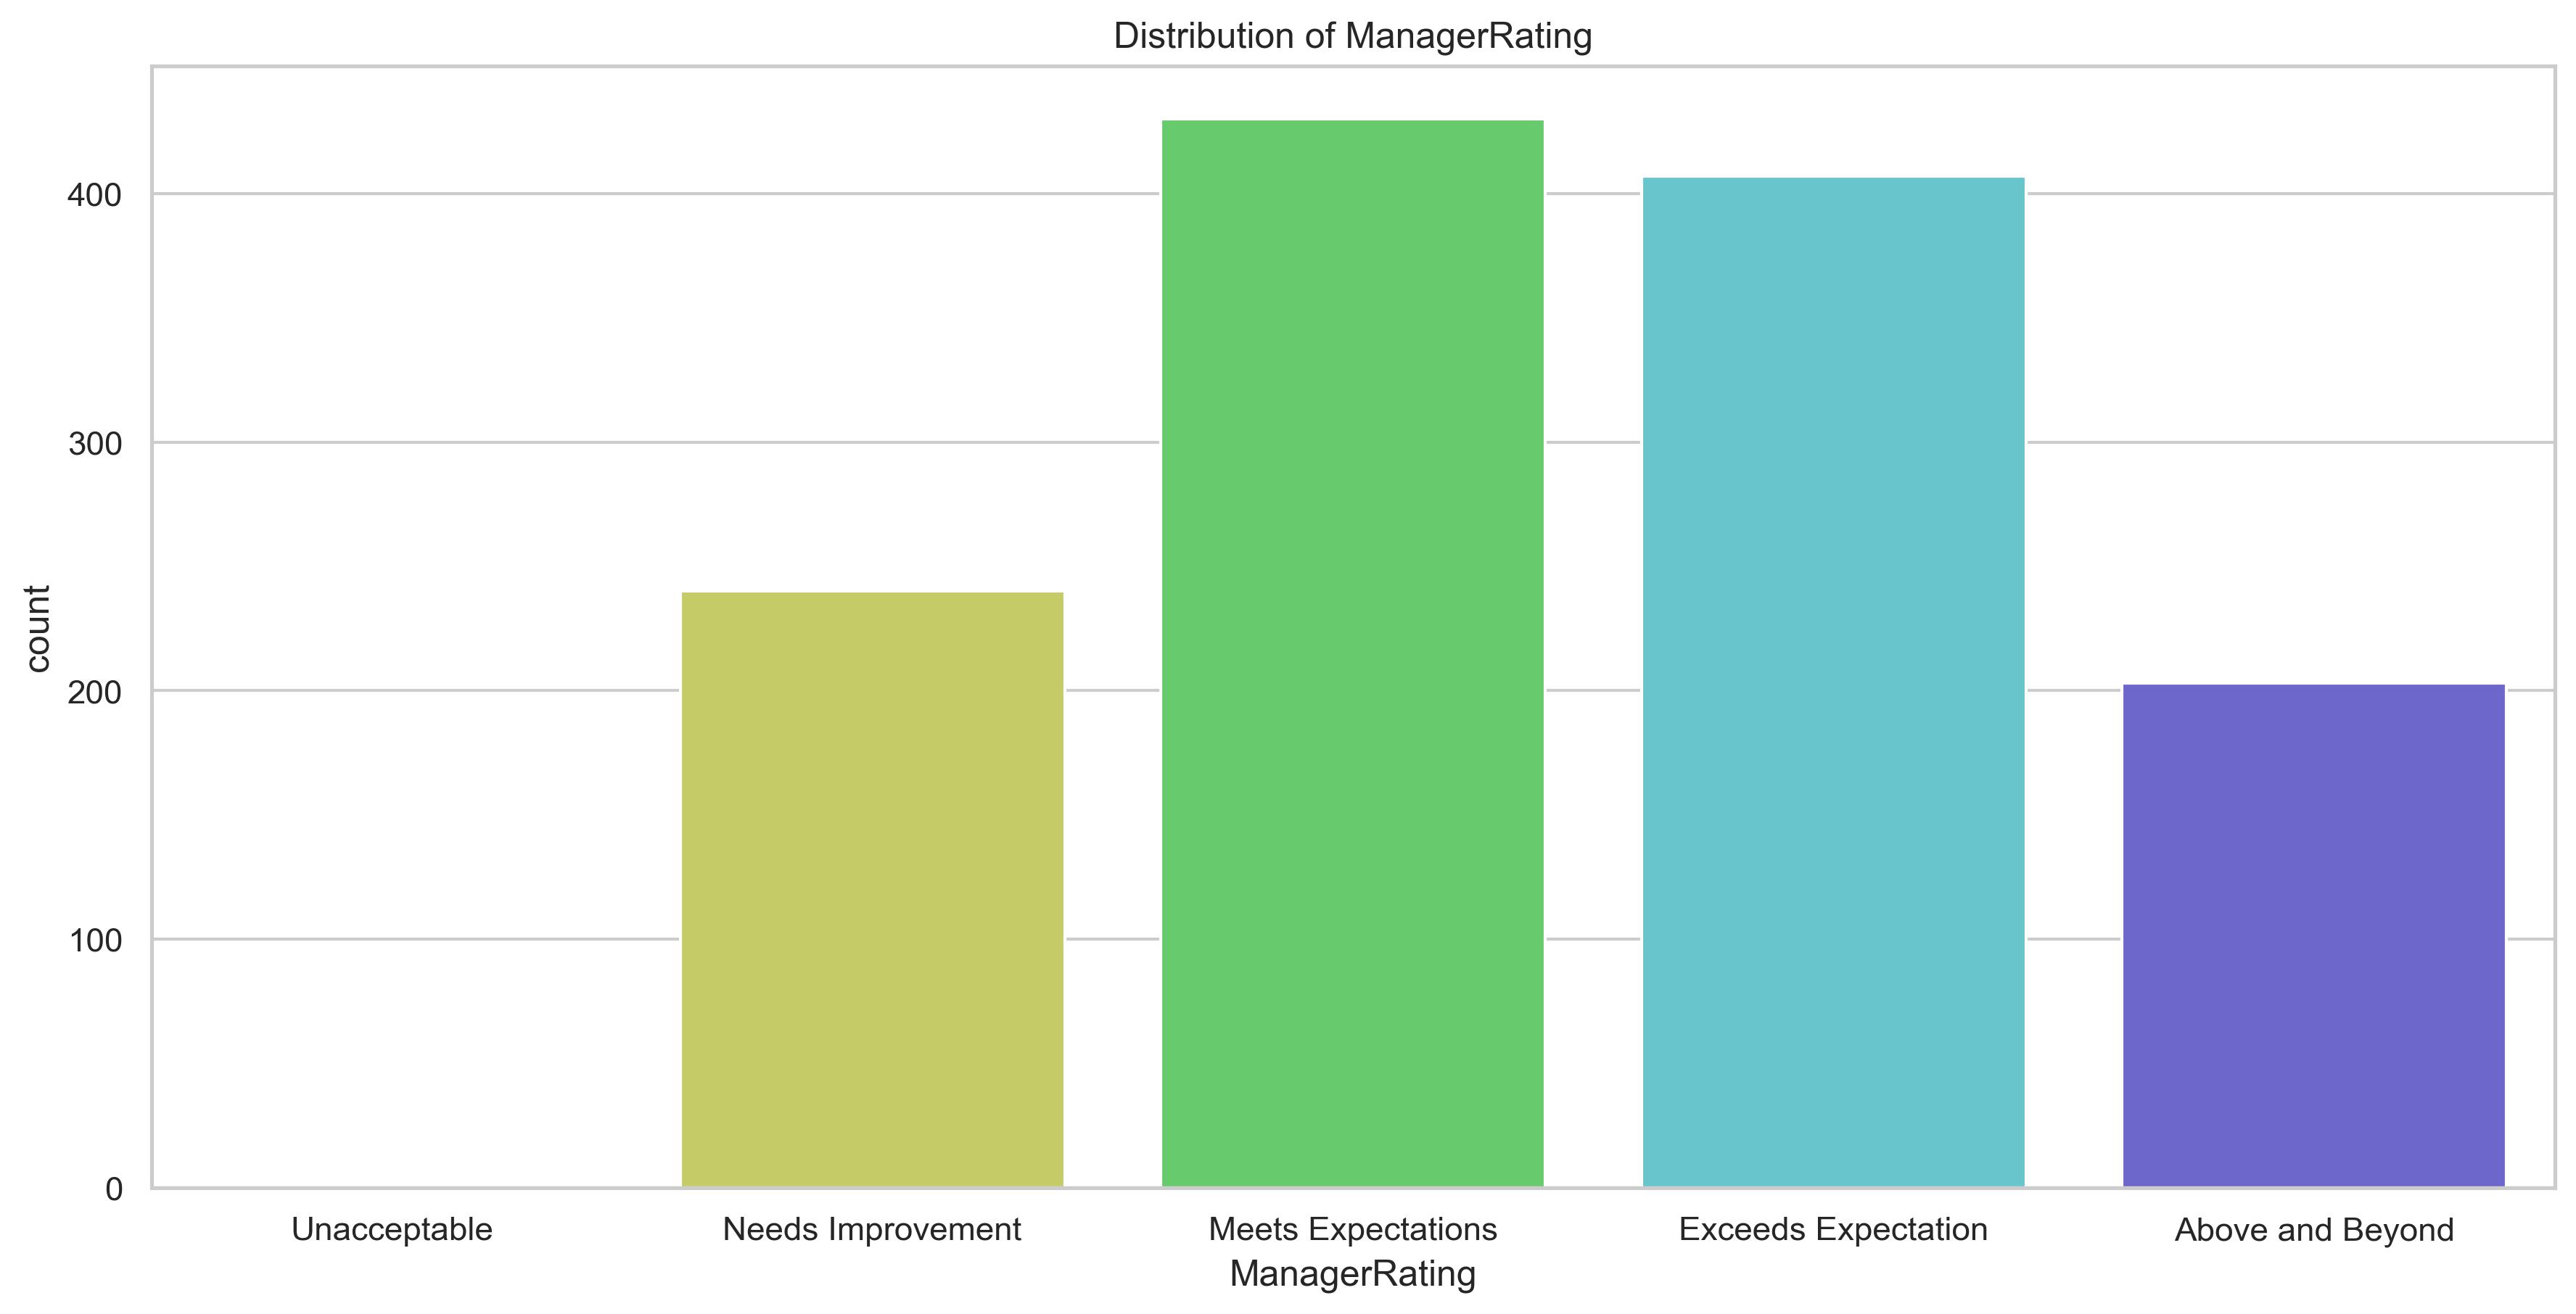 Distribution of ManagerRating
count
400
300
200
100
0
Unacceptable
Needs Improvement
Meets Expectations
Exceeds Expectation
Above and Beyond
ManagerRating